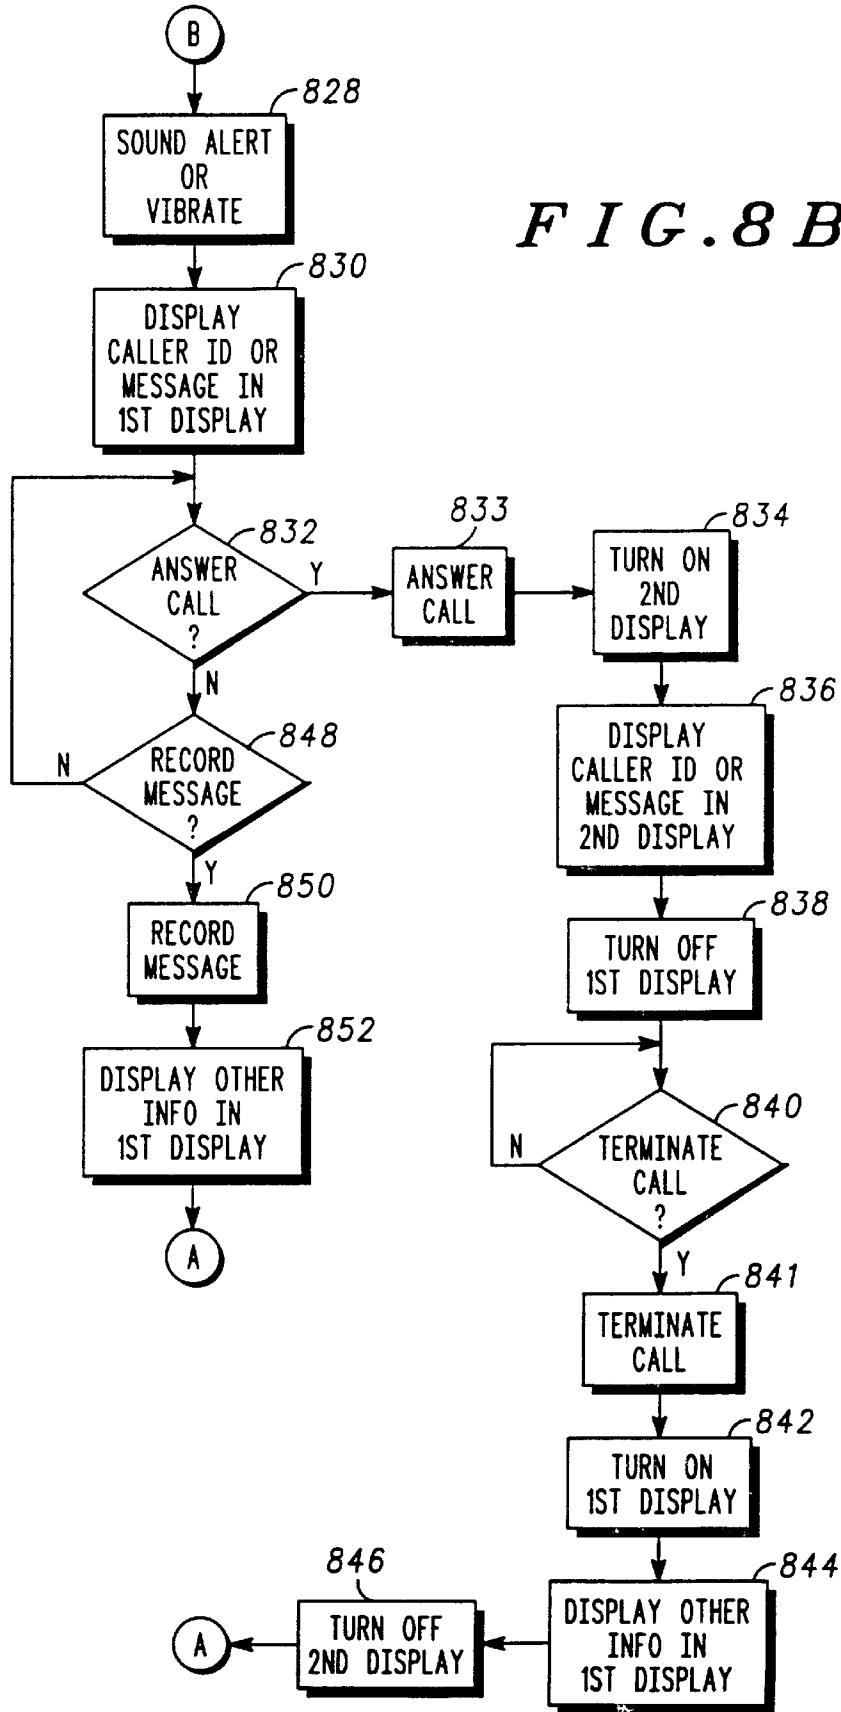 B
828
SOUND ALERT
OR
VIBRATE
FIG.8B
830
DISPLAY
CALLER ID OR
MESSAGE IN
1ST DISPLAY
832
ANSWER
CALL
?
Y
N
833
ANSWER
CALL
834
TURN ON
2ND
DISPLAY
836
DISPLAY
CALLER ID OR
MESSAGE IN
2ND DISPLAY
848
RECORD
MESSAGE
?
N
Y
850
RECORD
MESSAGE
838
TURN OFF
1ST DISPLAY
852
DISPLAY OTHER
INFO IN
1ST DISPLAY
A
840
TERMINATE
CALL
?
N
Y
841
TERMINATE
CALL
842
TURN ON
1ST DISPLAY
844
DISPLAY OTHER
INFO IN
1ST DISPLAY
846
TURN OFF
2ND DISPLAY
A